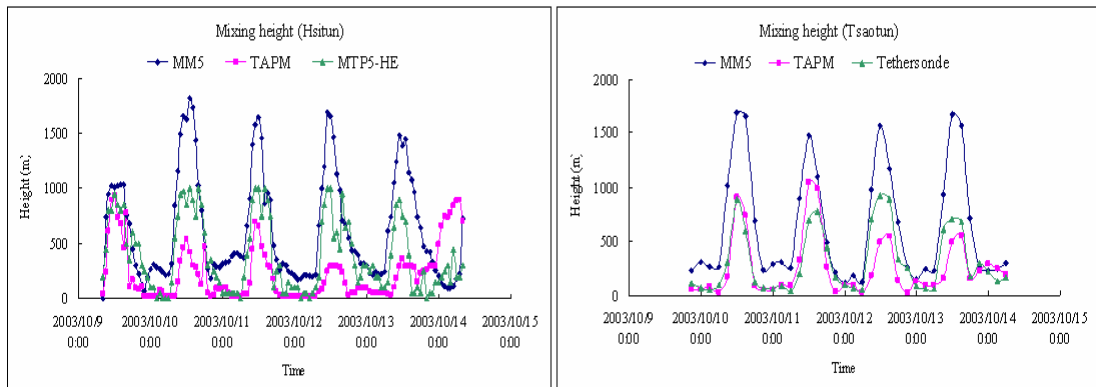 Mixing height (Hsitun)
MM5 TAPM MTP5-HE
Height (m)
2000
1500
1000
500
0
2003/10/9 2003/10/10 2003/10/11 2003/10/12 2003/10/13 2003/10/14 2003/10/15
0:00 0:00 0:00 0:00 0:00 0:00 0:00
Time
Mixing height (Tsaotun)
MM5 TAPM Tethersonde
Height (m)
2000
1500
1000
500
0
2003/10/9 2003/10/10 2003/10/11 2003/10/12 2003/10/13 2003/10/14 2003/10/15
0:00 0:00 0:00 0:00 0:00 0:00 0:00
Time